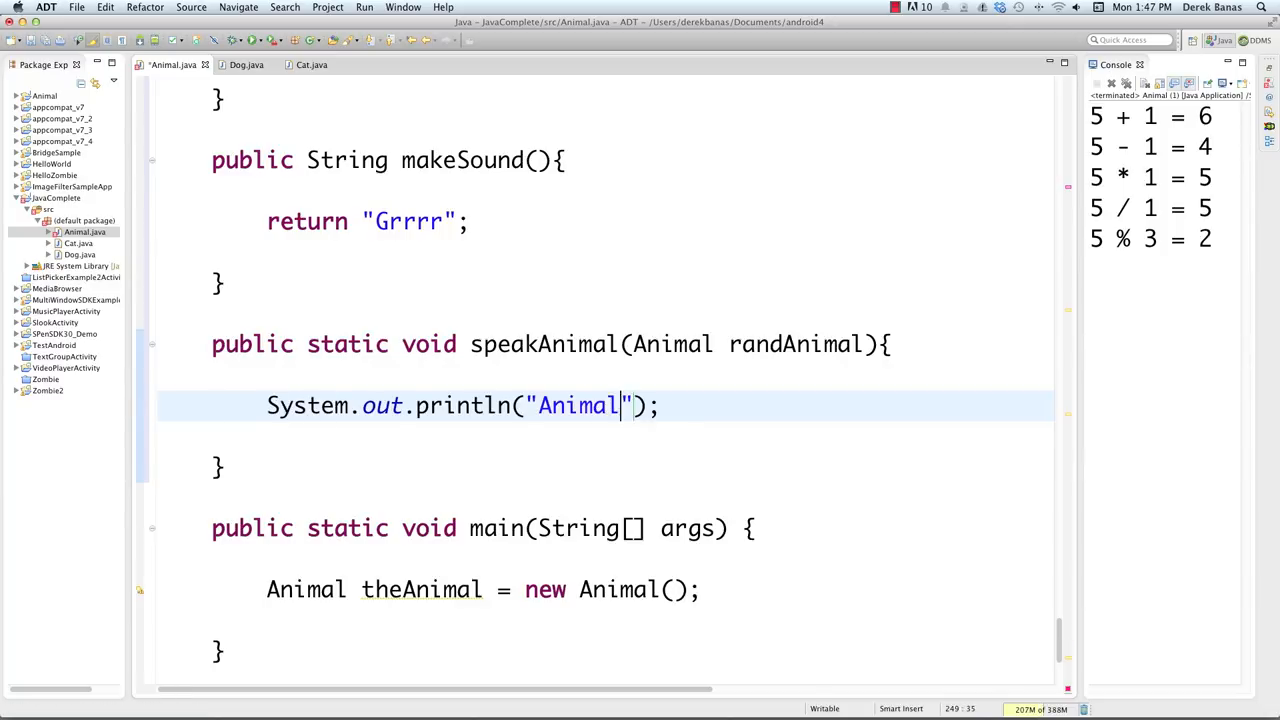 ADT File Edit Refactor Source Navigate Search Project Run Window Help
10 Mon 1:47 PM Derek Banas
Java – JavaComplete/src/Animal.java – ADT – /Users/derekbanas/Documents/android4
Quick Access Java DDMS
Package Exp
Animal
appcompat_v7
appcompat_v7_2
appcompat_v7_3
appcompat_v7_4
BridgeSample
HelloWorld
HelloZombie
ImageFilterSampleApp
JavaComplete
src
(default package)
Animal.java
Cat.java
Dog.java
JRE System Library [Ja
ListPickerExample2Activi
MediaBrowser
MultiWindowSDKExample
MusicPlayerActivity
SlookActivity
SPenSDK30_Demo
TestAndroid
TextGroupActivity
VideoPlayerActivity
Zombie
Zombie2
*Animal.java Dog.java Cat.java
}
public String makeSound(){
return "Grrrr";
}
public static void speakAnimal(Animal randAnimal){
System.out.println("Animal");
}
public static void main(String[] args) {
Animal theAnimal = new Animal();
}
Console
<terminated> Animal (1) [Java Application] /S
5 + 1 = 6
5 - 1 = 4
5 * 1 = 5
5 / 1 = 5
5 % 3 = 2
Writable Smart Insert 249 : 35 207M of 388M